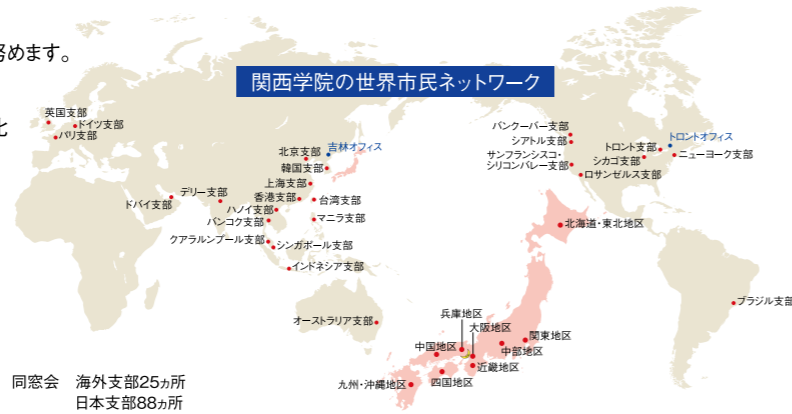 努めます。
関西学院の世界市民ネットワーク
英国支部
ドイツ支部
パリ支部
北京支部
吉林オフィス
韓国支部
上海支部
香港支部
台湾支部
デリー支部
ドバイ支部
ハノイ支部
バンコク支部
マニラ支部
クアラルンプール支部
シンガポール支部
インドネシア支部
オーストラリア支部
バンクーバー支部
シアトル支部
サンフランシスコ・
シリコンバレー支部
ロサンゼルス支部
トロントオフィス
トロント支部
シカゴ支部
ニューヨーク支部
ブラジル支部
北海道・東北地区
兵庫地区
大阪地区
関東地区
中国地区
中部地区
近畿地区
九州・沖縄地区
四国地区
同窓会 海外支部25ヵ所
日本支部88ヵ所